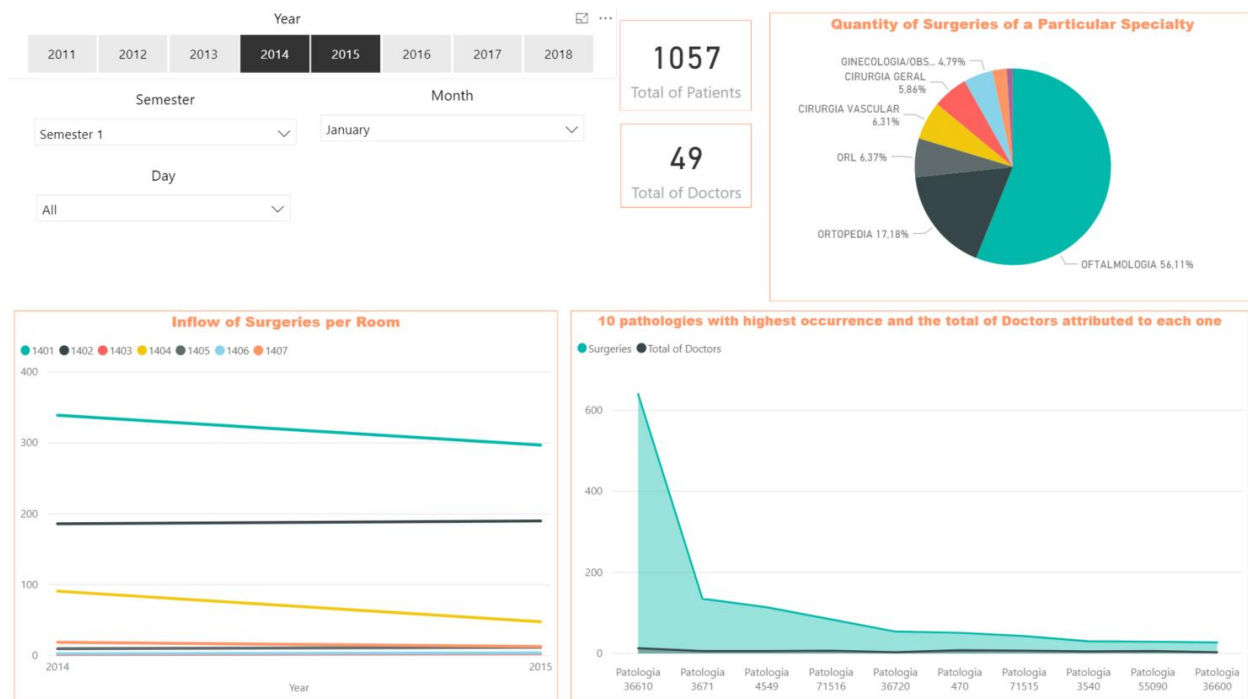 Year
2011 2012 2013 2014 2015 2016 2017 2018
Semester
Semester 1
Month
January
Day
All
1057
Total of Patients
49
Total of Doctors
Quantity of Surgeries of a Particular Specialty
GINECOLOGIA/OBS... 4,79%
CIRURGIA GERAL
5,86%
CIRURGIA VASCULAR
6,31%
ORL 6,37%
ORTOPEDIA 17,18%
OFTALMOLOGIA 56,11%
Inflow of Surgeries per Room
1401 1402 1403 1404 1405 1406 1407
400
300
200
100
0
2014 2015
Year
10 pathologies with highest occurrence and the total of Doctors attributed to each one
Surgeries Total of Doctors
600
400
200
0
Patologia Patologia Patologia Patologia Patologia Patologia Patologia Patologia Patologia Patologia
36610 3671 4549 71516 36720 470 71515 3540 55090 36600